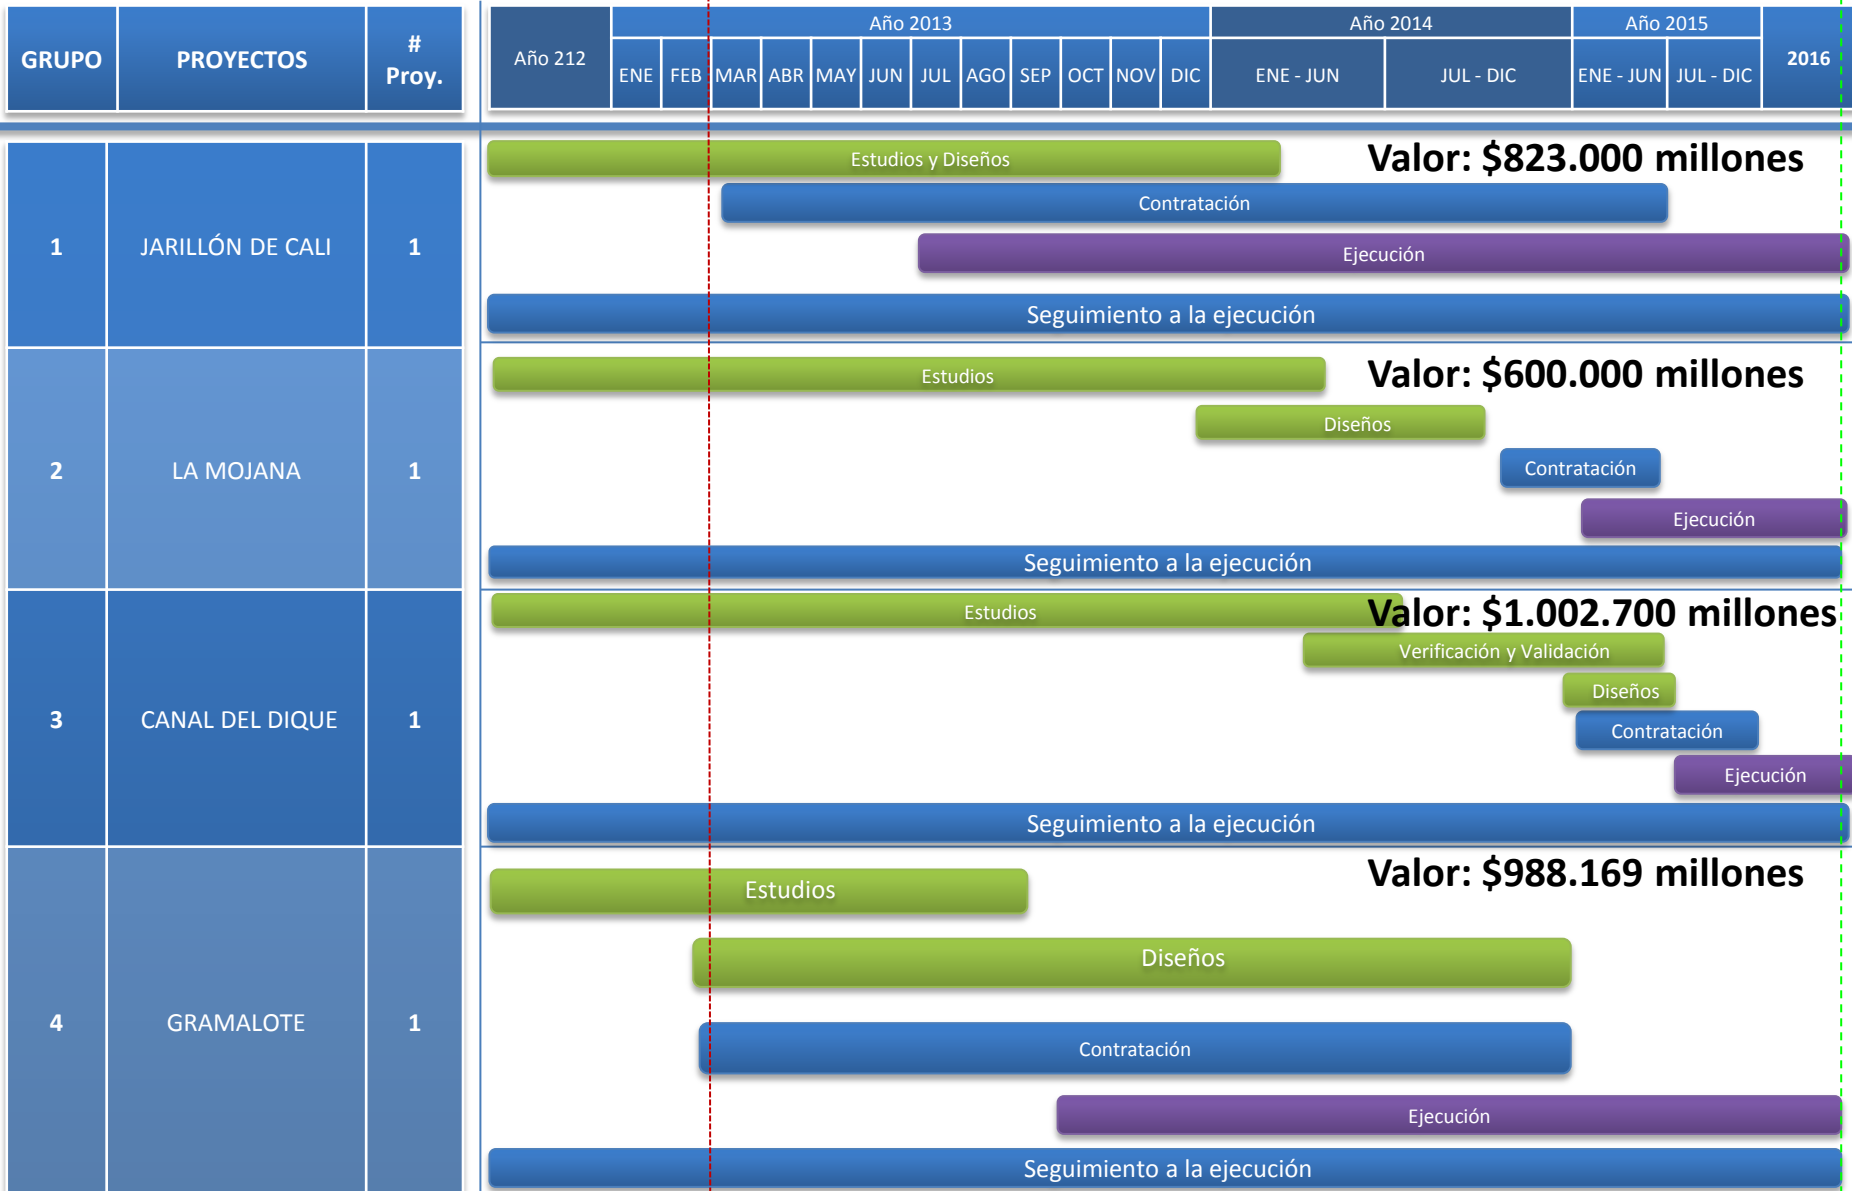 GRUPO
PROYECTOS
#
Proy.
Año 212
Año 2013
Año 2014
Año 2015
2016
ENE FEB MAR ABR MAY JUN JUL AGO SEP OCT NOV DIC
ENE - JUN
JUL - DIC
ENE - JUN
JUL - DIC
1
JARILLÓN DE CALI
1
Estudios y Diseños
Valor: $823.000 millones
Contratación
Ejecución
Seguimiento a la ejecución
2
LA MOJANA
1
Estudios
Valor: $600.000 millones
Diseños
Contratación
Ejecución
Seguimiento a la ejecución
3
CANAL DEL DIQUE
1
Estudios
Valor: $1.002.700 millones
Verificación y Validación
Diseños
Contratación
Ejecución
Seguimiento a la ejecución
4
GRAMALOTE
1
Estudios
Valor: $988.169 millones
Diseños
Contratación
Ejecución
Seguimiento a la ejecución